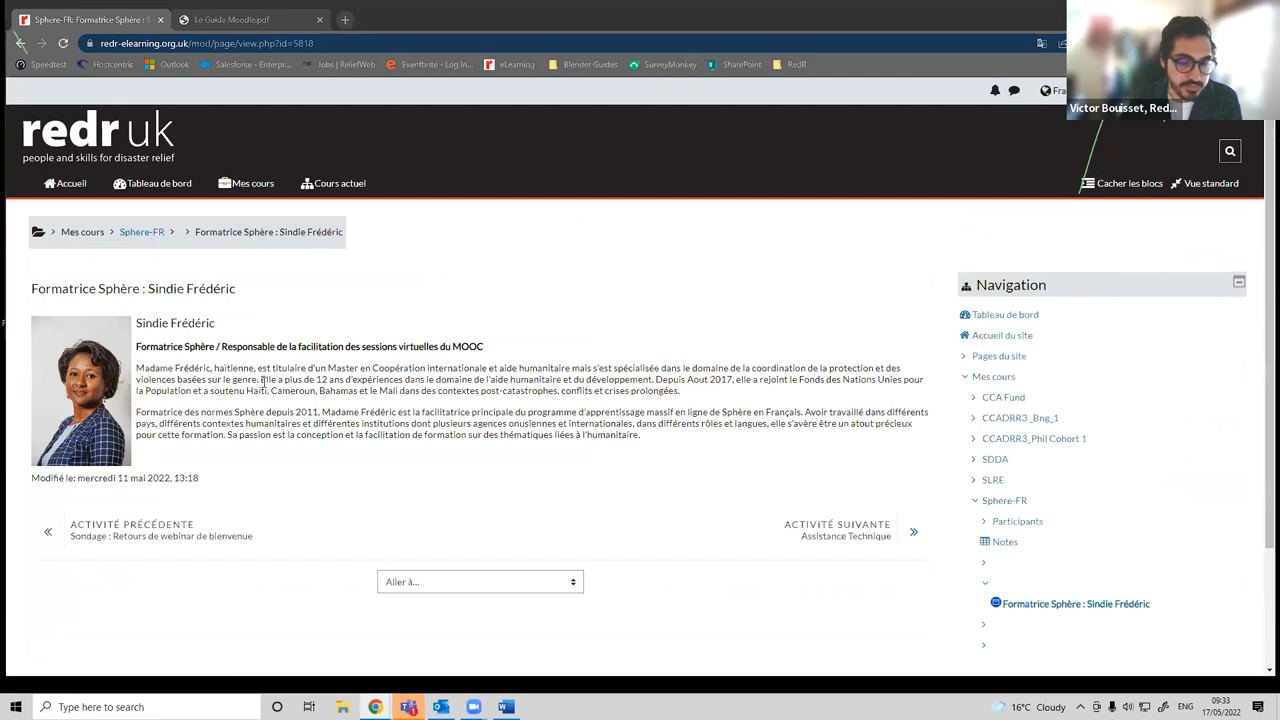 Sphere-FR: Formatrice Sphère : S
Le Guide Moodle.pdf
redr-elearning.org.uk/mod/page/view.php?id=5818
Speedtest Hostcentric Outlook Salesforce - Enterpr... Jobs | ReliefWeb Eventbrite - Log In... eLearning Blender Guides SurveyMonkey SharePoint RedR
Fra
Victor Bouisset, Red...
redr uk
people and skills for disaster relief
Accueil Tableau de bord Mes cours Cours actuel
Cacher les blocs Vue standard
Mes cours Sphere-FR Formatrice Sphère : Sindie Frédéric
Formatrice Sphère : Sindie Frédéric
Sindie Frédéric
Formatrice Sphère / Responsable de la facilitation des sessions virtuelles du MOOC
Madame Frédéric, haïtienne, est titulaire d'un Master en Coopération internationale et aide humanitaire mais s'est spécialisée dans le domaine de la coordination de la protection et des
violences basées sur le genre. Elle a plus de 12 ans d'expériences dans le domaine de l'aide humanitaire et du développement. Depuis Aout 2017, elle a rejoint le Fonds des Nations Unies pour
la Population et a soutenu Haïti, Cameroun, Bahamas et le Mali dans des contextes post-catastrophes, conflits et crises prolongées.
Formatrice des normes Sphère depuis 2011, Madame Frédéric est la facilitatrice principale du programme d'apprentissage massif en ligne de Sphère en Français. Avoir travaillé dans différents
pays, différents contextes humanitaires et différentes institutions dont plusieurs agences onusiennes et internationales, dans différents rôles et langues, elle s'avère être un atout précieux
pour cette formation. Sa passion est la conception et la facilitation de formation sur des thématiques liées à l'humanitaire.
Modifié le: mercredi 11 mai 2022, 13:18
ACTIVITÉ PRÉCÉDENTE
Sondage : Retours de webinar de bienvenue
ACTIVITÉ SUIVANTE
Assistance Technique
Aller à...
Navigation
Tableau de bord
Accueil du site
Pages du site
Mes cours
CCA Fund
CCADRR3 _Bng_1
CCADRR3_Phil Cohort 1
SDDA
SLRE
Sphere-FR
Participants
Notes
Formatrice Sphère : Sindie Frédéric
Type here to search
16°C Cloudy
ENG
09:33
17/05/2022